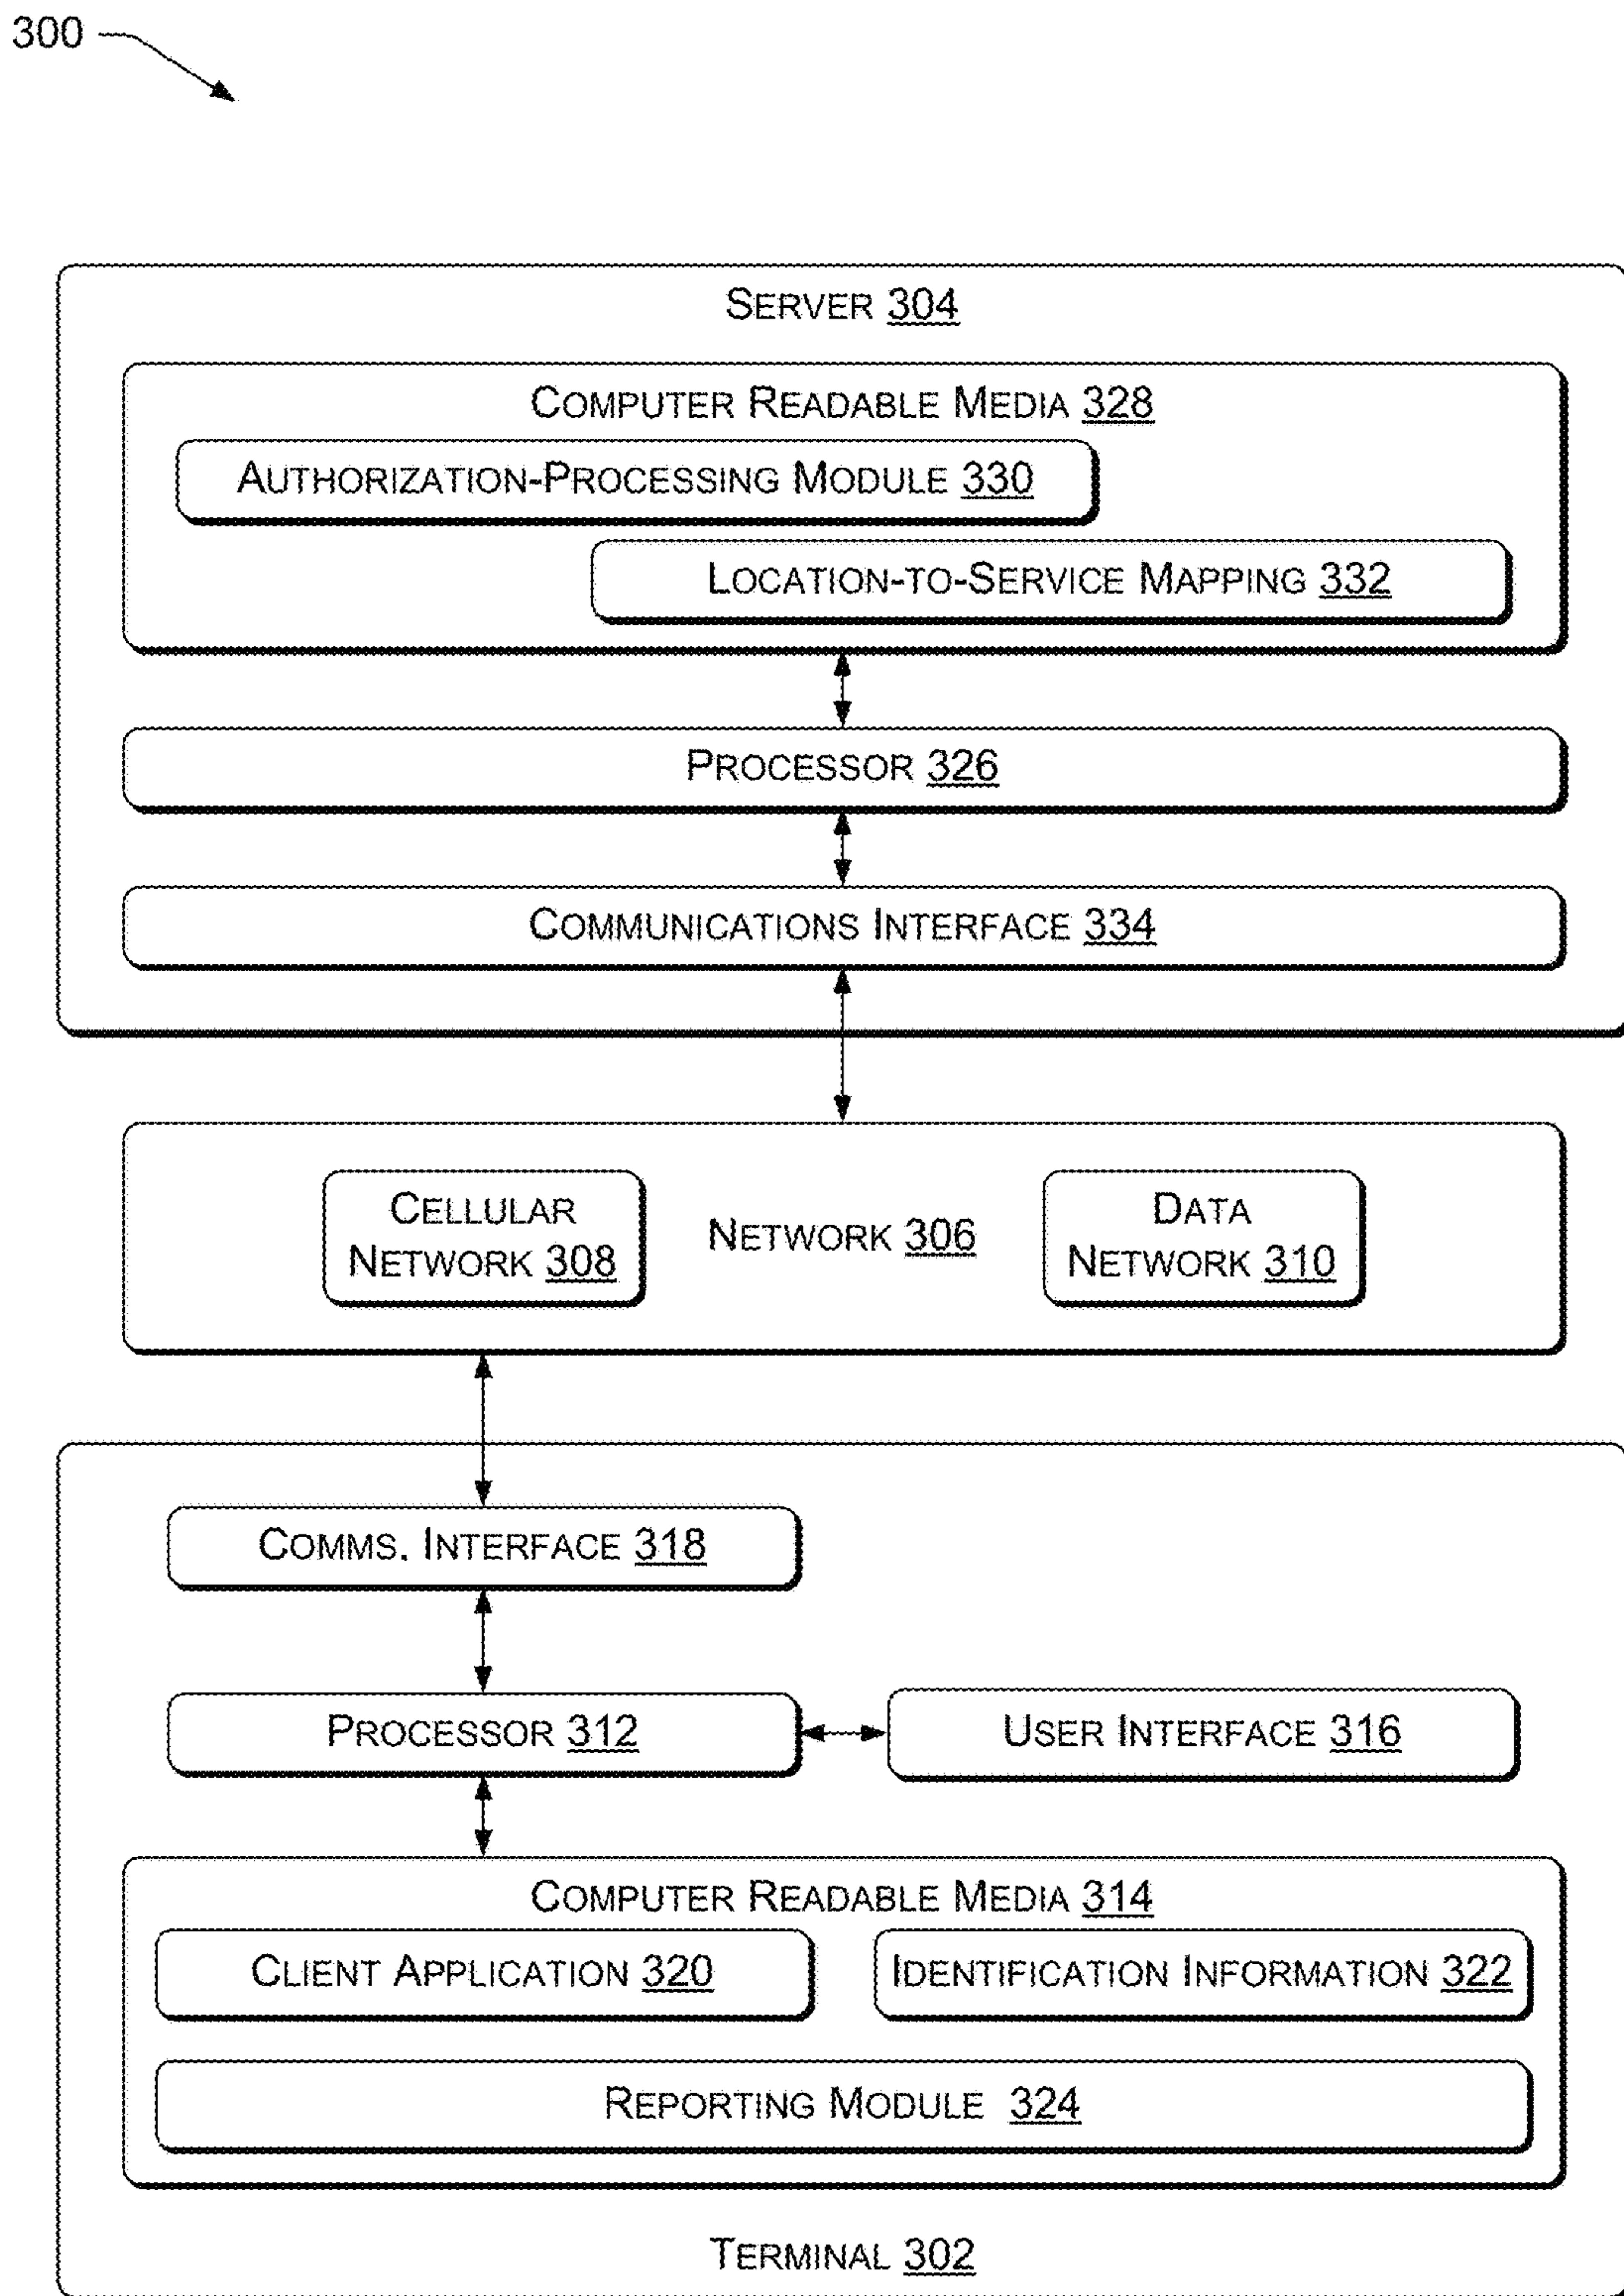 300
SERVER 304
COMPUTER READABLE MEDIA 328
AUTHORIZATION-PROCESSING MODULE 330
LOCATION-TO-SERVICE MAPPING 332
PROCESSOR 326
COMMUNICATIONS INTERFACE 334
CELLULAR
NETWORK 308
NETWORK 306
DATA
NETWORK 310
COMMS. INTERFACE 318
PROCESSOR 312
USER INTERFACE 316
COMPUTER READABLE MEDIA 314
CLIENT APPLICATION 320
IDENTIFICATION INFORMATION 322
REPORTING MODULE 324
TERMINAL 302